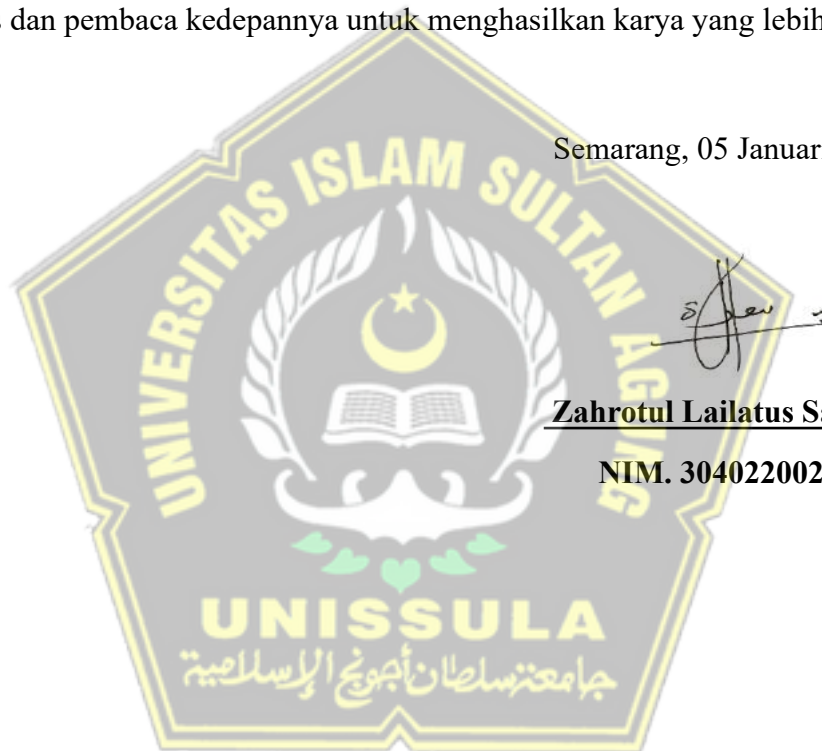 dan pembaca kedepannya untuk menghasilkan karya yang lebih
Semarang, 05 Januar
UNIVERSITAS ISLAM SULTAN AGUNG
Zahrotul Lailatus Sa
NIM. 304022002
UNISSULA
جامعة سلطان أجونج الإسلامية